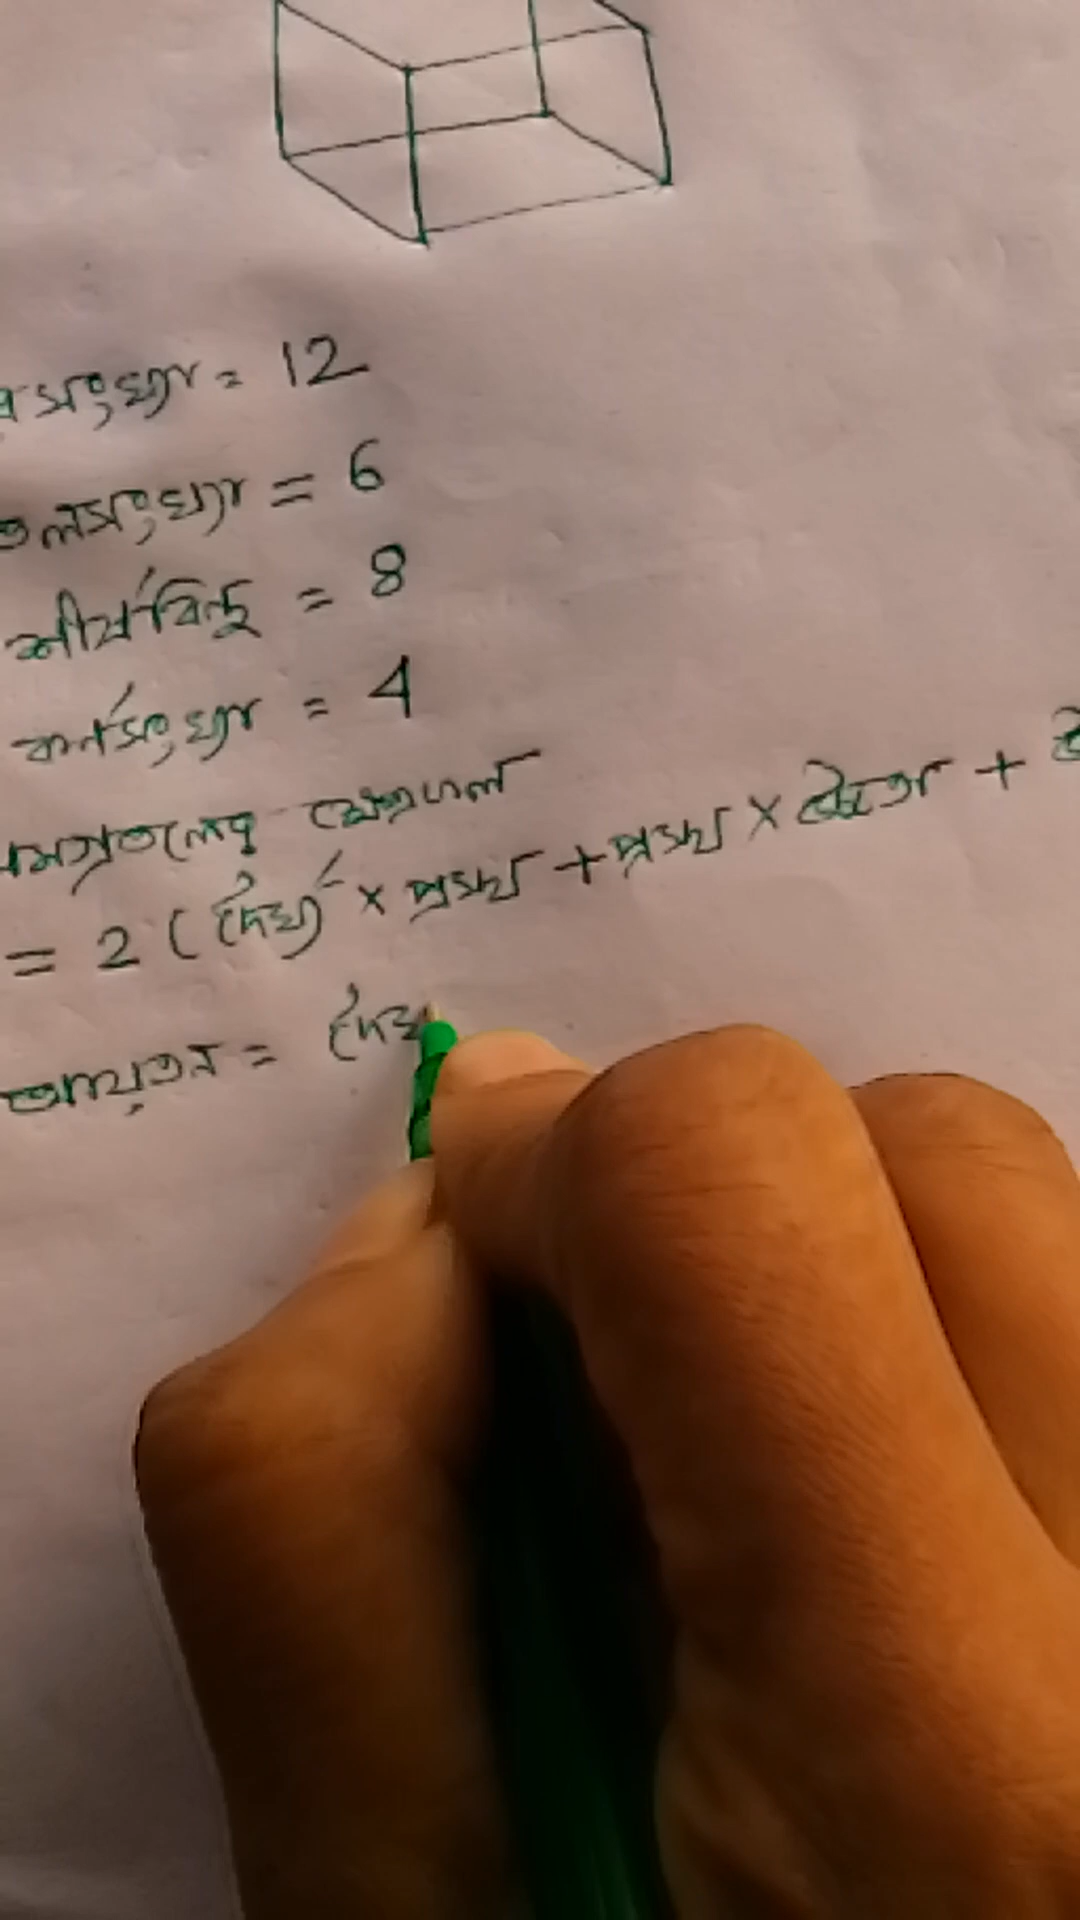 সংখ্যা = 12
তলসংখ্যা = 6
শীর্ষবিন্দু = 8
কর্ণসংখ্যা = 4
সমগ্রতলের ক্ষেত্রফল
= 2 (দৈর্ঘ্য × প্রস্থ + প্রস্থ × উচ্চতা +
আয়তন = দৈর্ঘ